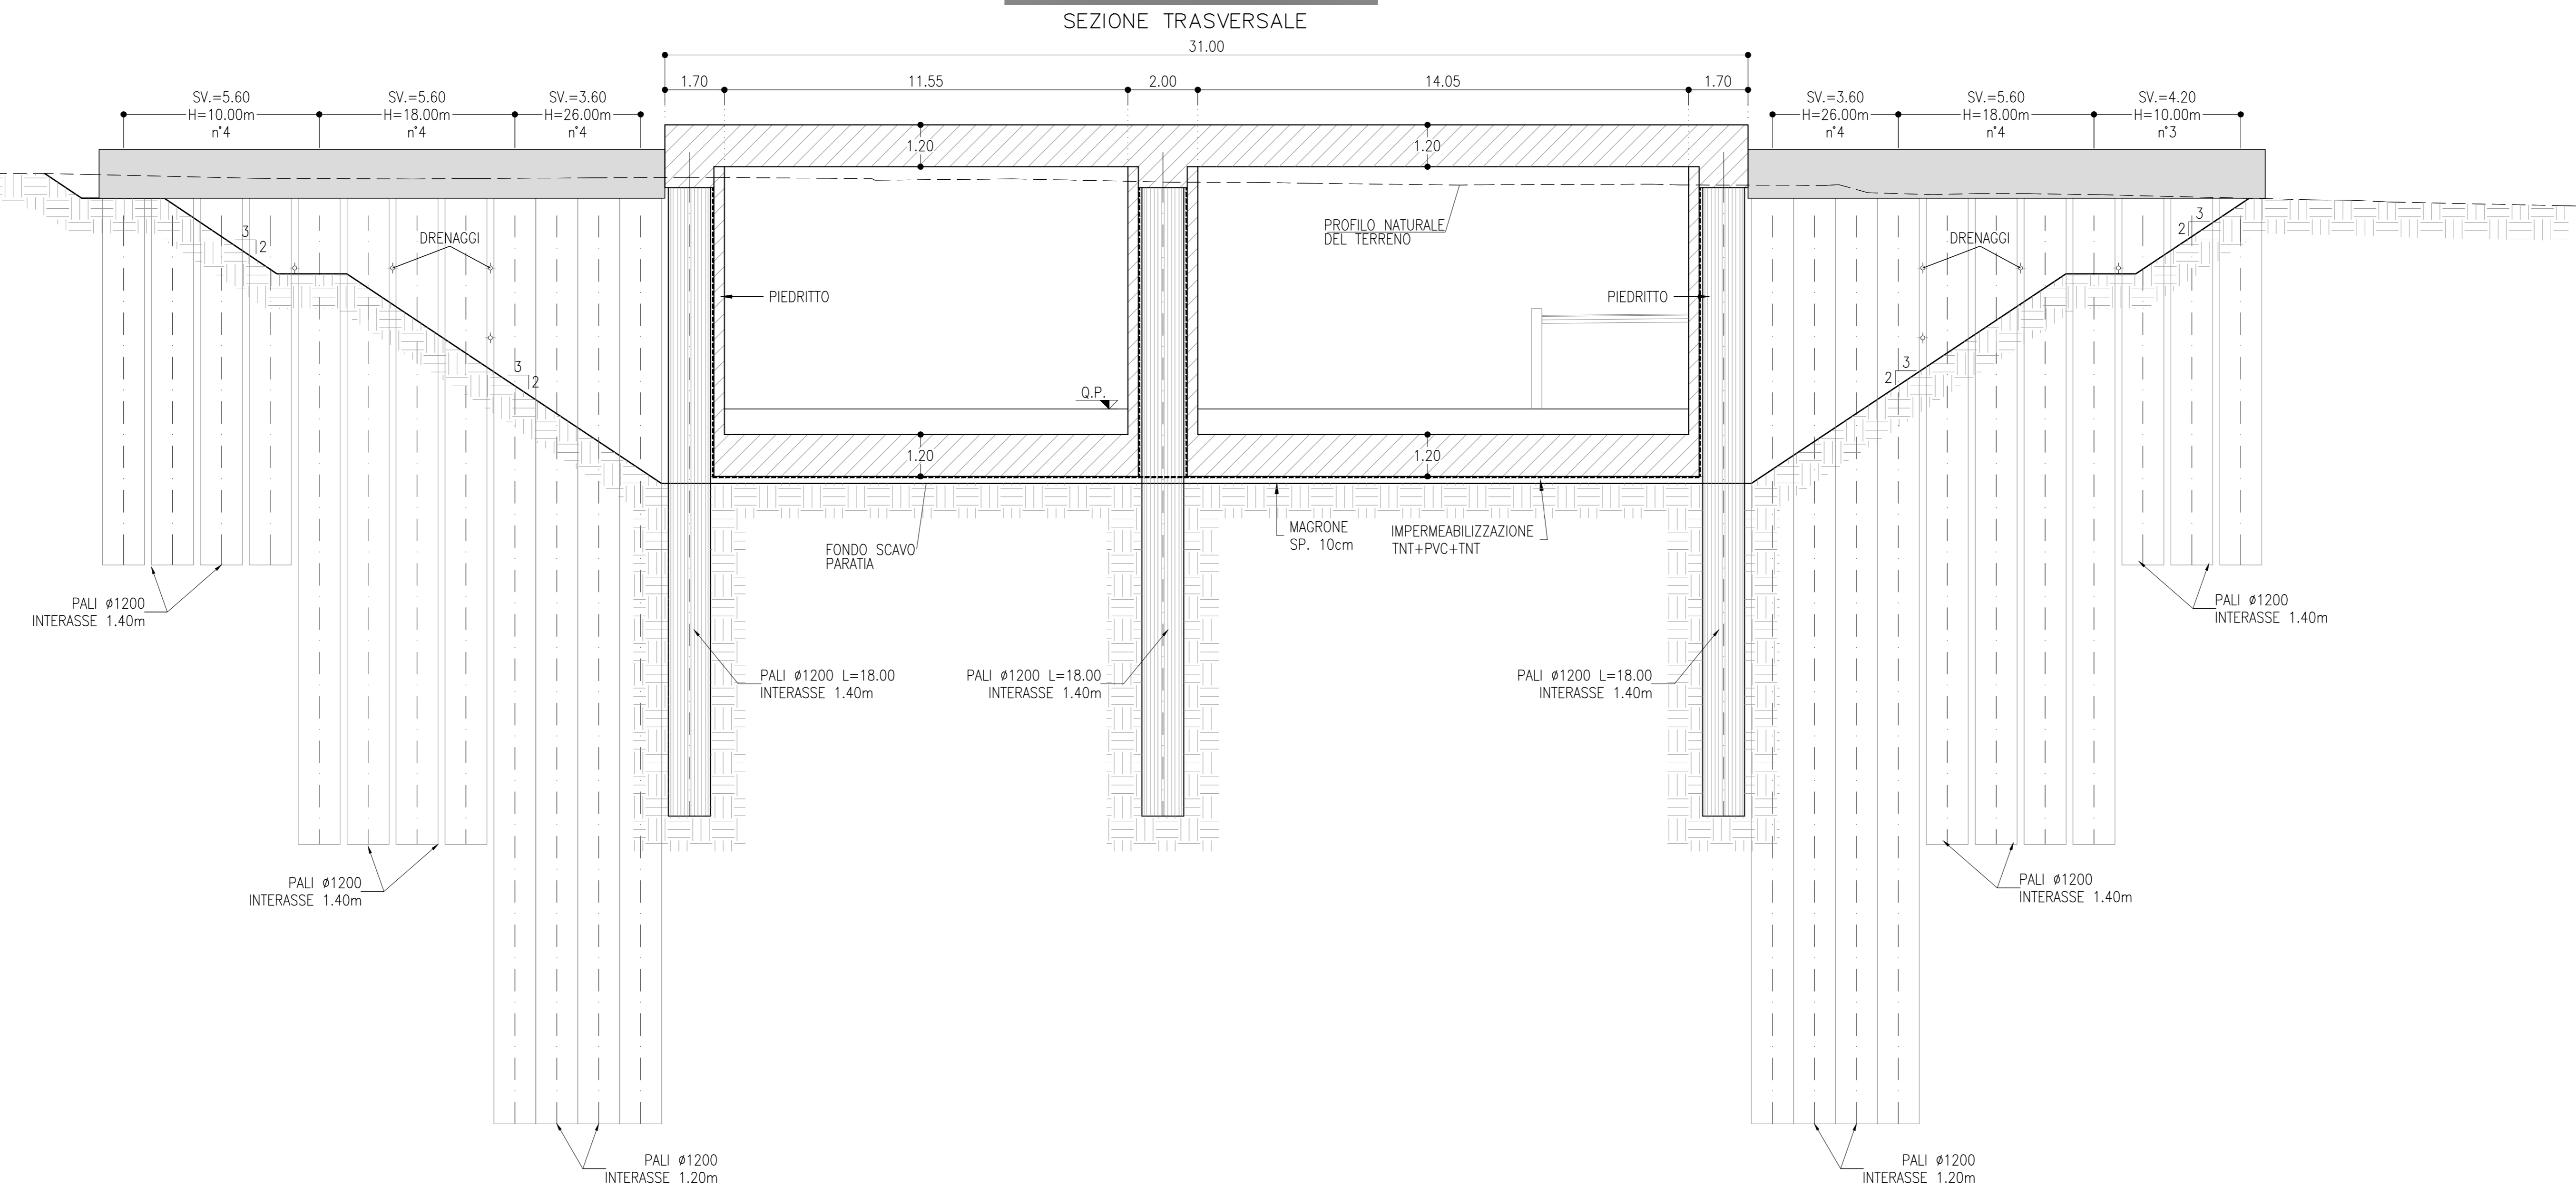 SEZIONE TRASVERSALE
31.00
1.70
11.55
2.00
14.05
1.70
SV.=5.60
H=10.00m
n°4
SV.=5.60
H=18.00m
n°4
SV.=3.60
H=26.00m
n°4
SV.=3.60
H=26.00m
n°4
SV.=5.60
H=18.00m
n°4
SV.=4.20
H=10.00m
n°3
1.20
1.20
3
2
DRENAGGI
PROFILO NATURALE
DEL TERRENO
DRENAGGI
3
2
PIEDRITTO
PIEDRITTO
3
2
Q.P.
3
2
1.20
1.20
FONDO SCAVO
PARATIA
MAGRONE
SP. 10cm
IMPERMEABILIZZAZIONE
TNT+PVC+TNT
PALI ø1200
INTERASSE 1.40m
PALI ø1200
INTERASSE 1.40m
PALI ø1200 L=18.00
INTERASSE 1.40m
PALI ø1200 L=18.00
INTERASSE 1.40m
PALI ø1200 L=18.00
INTERASSE 1.40m
PALI ø1200
INTERASSE 1.40m
PALI ø1200
INTERASSE 1.40m
PALI ø1200
INTERASSE 1.20m
PALI ø1200
INTERASSE 1.20m